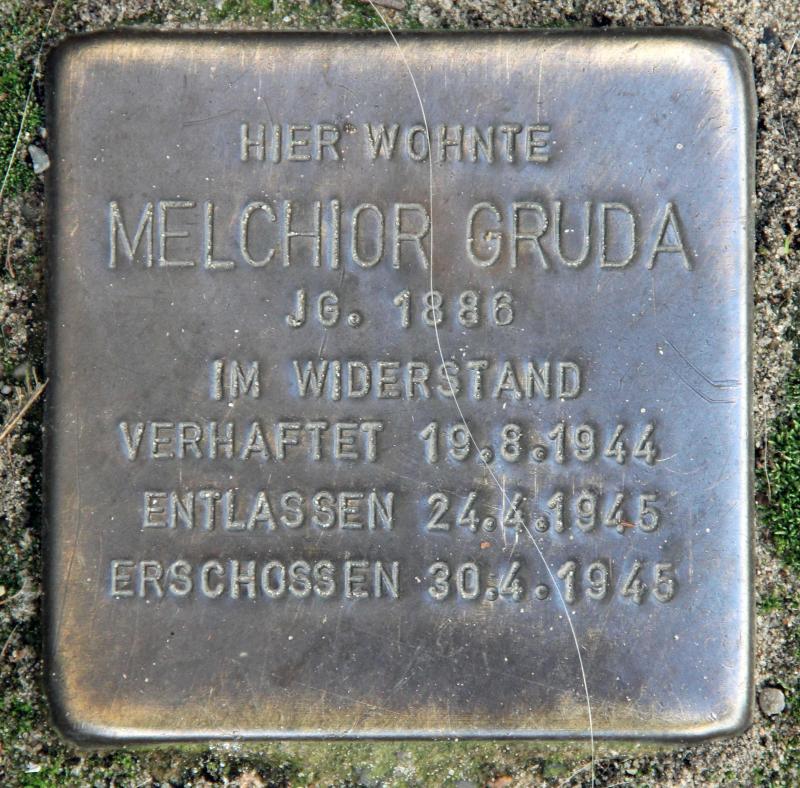 HIER WOHNTE
MELCHIOR GRUDA
JG. 1886
IM WIDERSTAND
VERHAFTET 19.8.1944
ENTLASSEN 24.4.1945
ERSCHOSSEN 30.4.1945